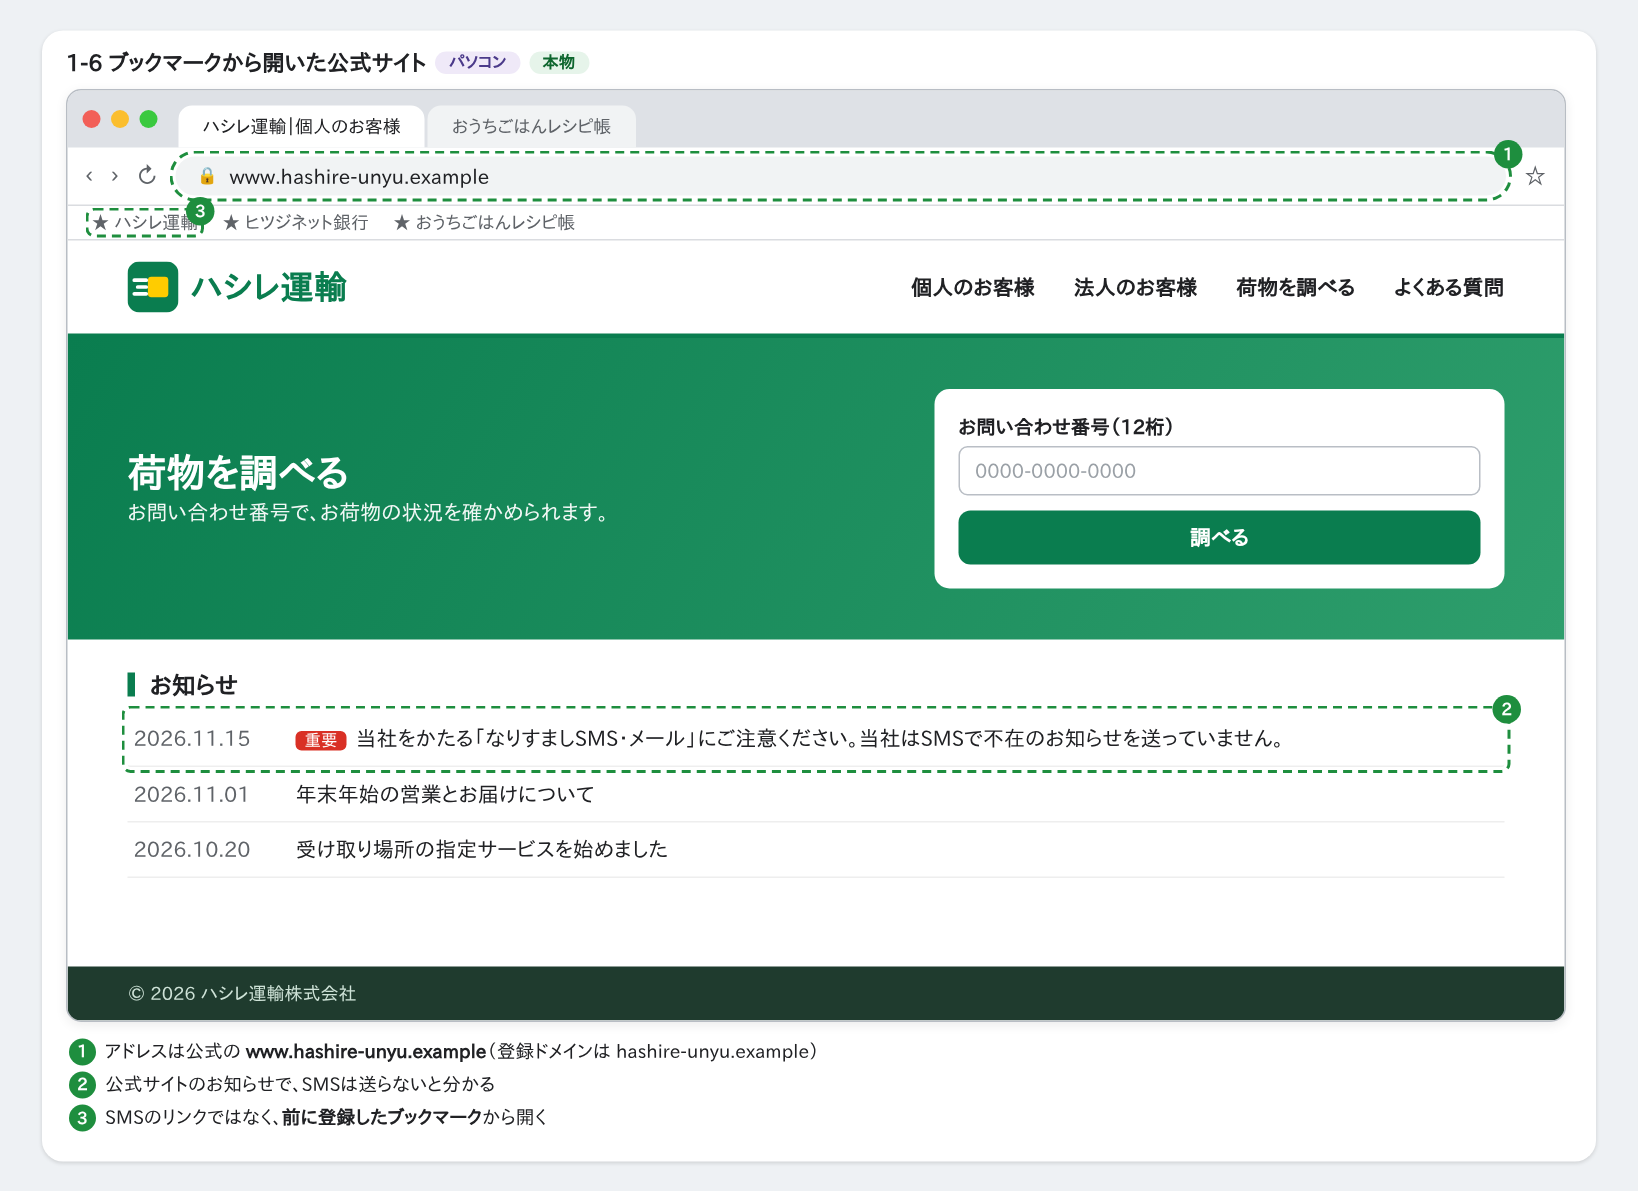 1-6 ブックマークから開いた公式サイト パソコン 本物
ハシレ運輸|個人のお客様 おうちごはんレシピ帳
www.hashire-unyu.example 1
★ ハシレ運輸 3 ★ ヒツジネット銀行 ★ おうちごはんレシピ帳
ハシレ運輸 個人のお客様 法人のお客様 荷物を調べる よくある質問
荷物を調べる
お問い合わせ番号で、お荷物の状況を確かめられます。
お問い合わせ番号(12桁)
0000-0000-0000
調べる
お知らせ
2
2026.11.15 重要 当社をかたる「なりすましSMS・メール」にご注意ください。当社はSMSで不在のお知らせを送っていません。
2026.11.01 年末年始の営業とお届けについて
2026.10.20 受け取り場所の指定サービスを始めました
© 2026 ハシレ運輸株式会社
1 アドレスは公式の www.hashire-unyu.example(登録ドメインは hashire-unyu.example)
2 公式サイトのお知らせで、SMSは送らないと分かる
3 SMSのリンクではなく、前に登録したブックマークから開く